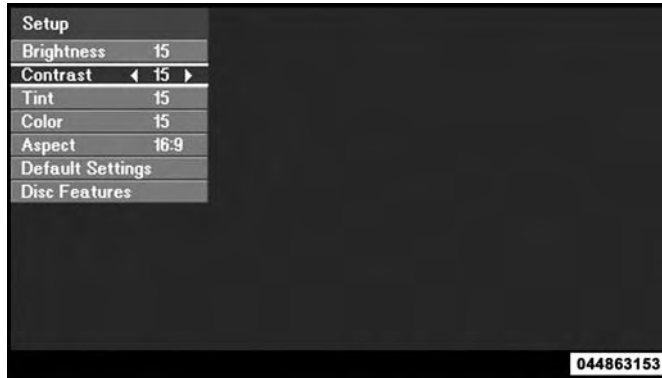 Setup
Brightness 15
Contrast 15
Tint 15
Color 15
Aspect 16:9
Default Settings
Disc Features
044863153